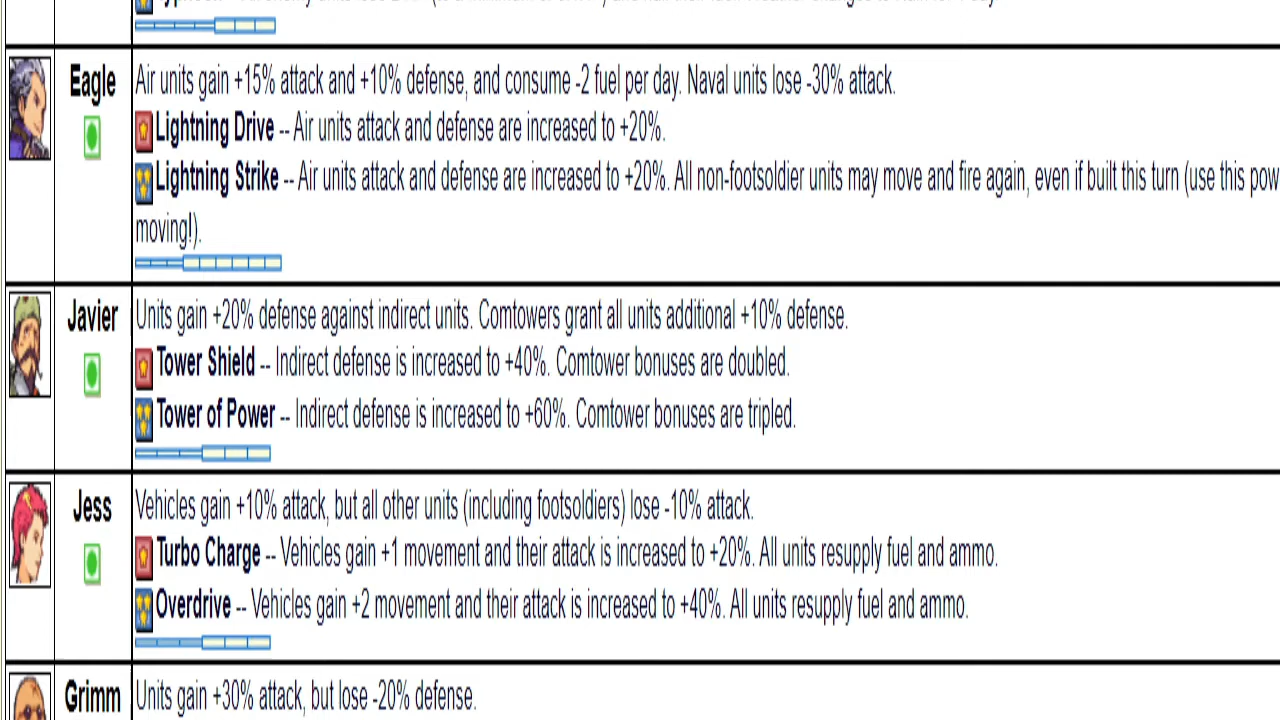 Eagle
Air units gain +15% attack and +10% defense, and consume -2 fuel per day. Naval units lose -30% attack.
Lightning Drive -- Air units attack and defense are increased to +20%.
Lightning Strike -- Air units attack and defense are increased to +20%. All non-footsoldier units may move and fire again, even if built this turn (use this pow
moving!).
Javier
Units gain +20% defense against indirect units. Comtowers grant all units additional +10% defense.
Tower Shield -- Indirect defense is increased to +40%. Comtower bonuses are doubled.
Tower of Power -- Indirect defense is increased to +60%. Comtower bonuses are tripled.
Jess
Vehicles gain +10% attack, but all other units (including footsoldiers) lose -10% attack.
Turbo Charge -- Vehicles gain +1 movement and their attack is increased to +20%. All units resupply fuel and ammo.
Overdrive -- Vehicles gain +2 movement and their attack is increased to +40%. All units resupply fuel and ammo.
Grimm
Units gain +30% attack, but lose -20% defense.